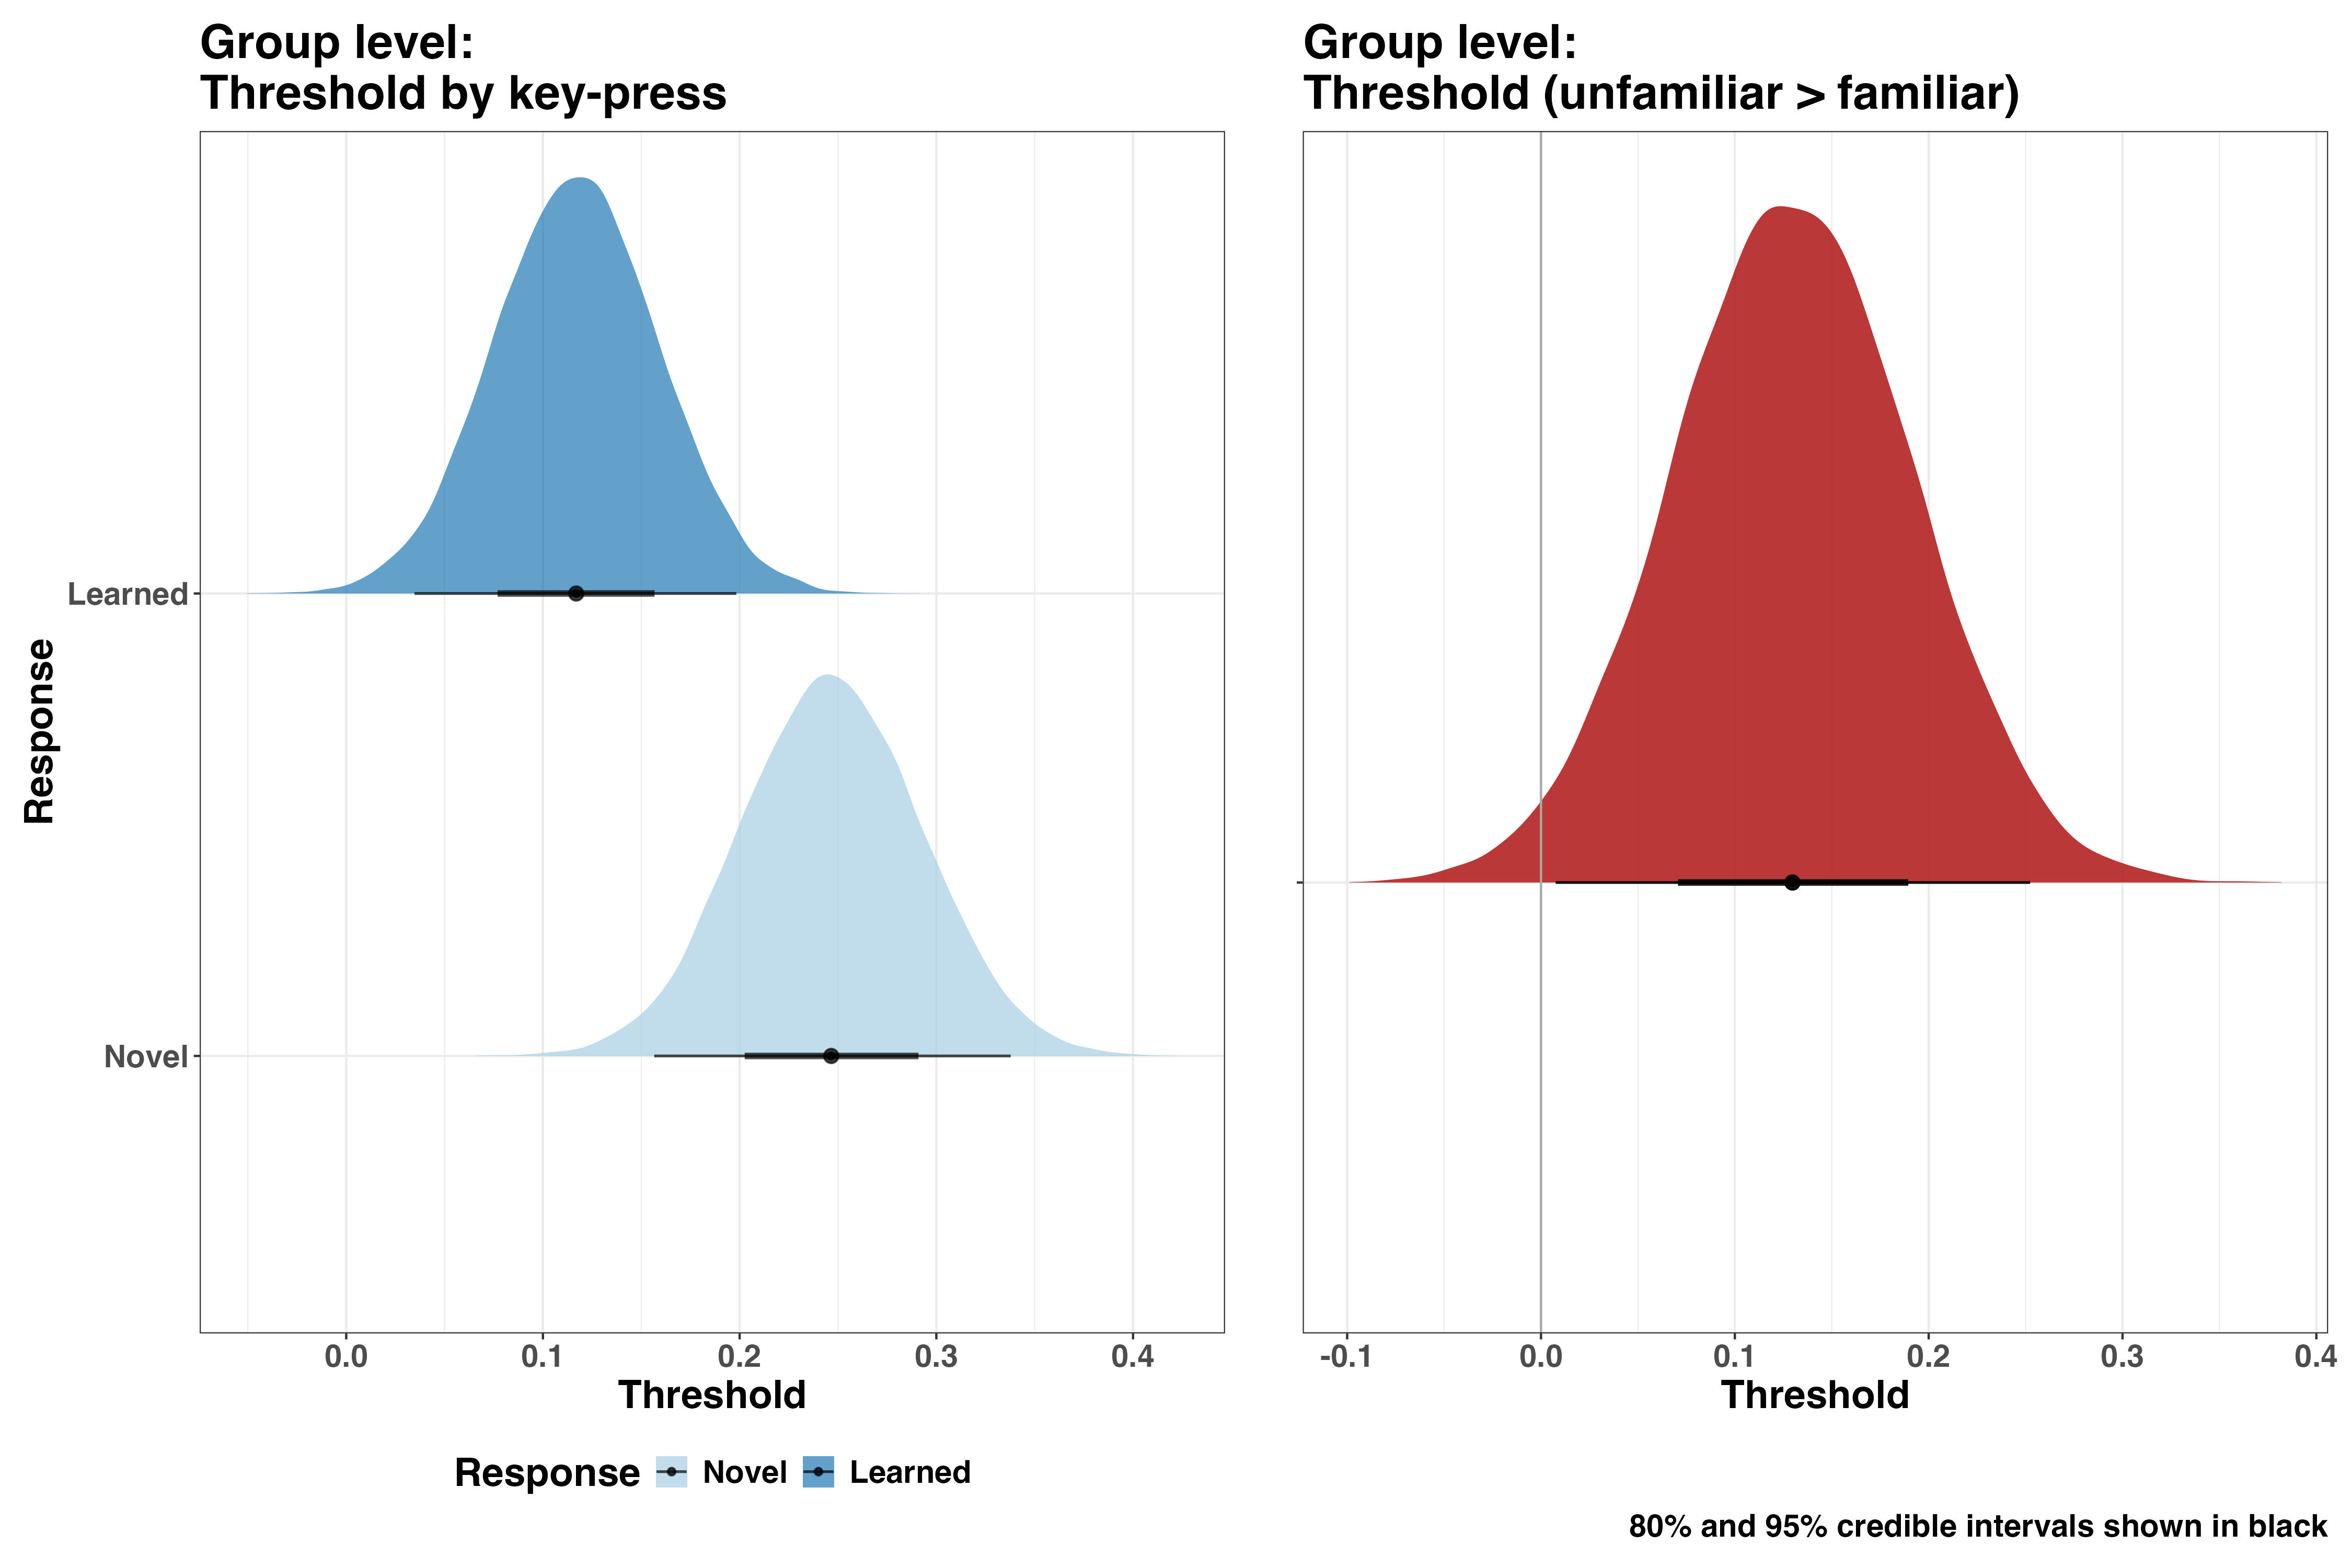 Group level:
Threshold by key-press
Response
Learned
Novel
0.0 0.1 0.2 0.3 0.4
Threshold
Response Novel Learned
Group level:
Threshold (unfamiliar > familiar)
-0.1 0.0 0.1 0.2 0.3 0.4
Threshold
80% and 95% credible intervals shown in black